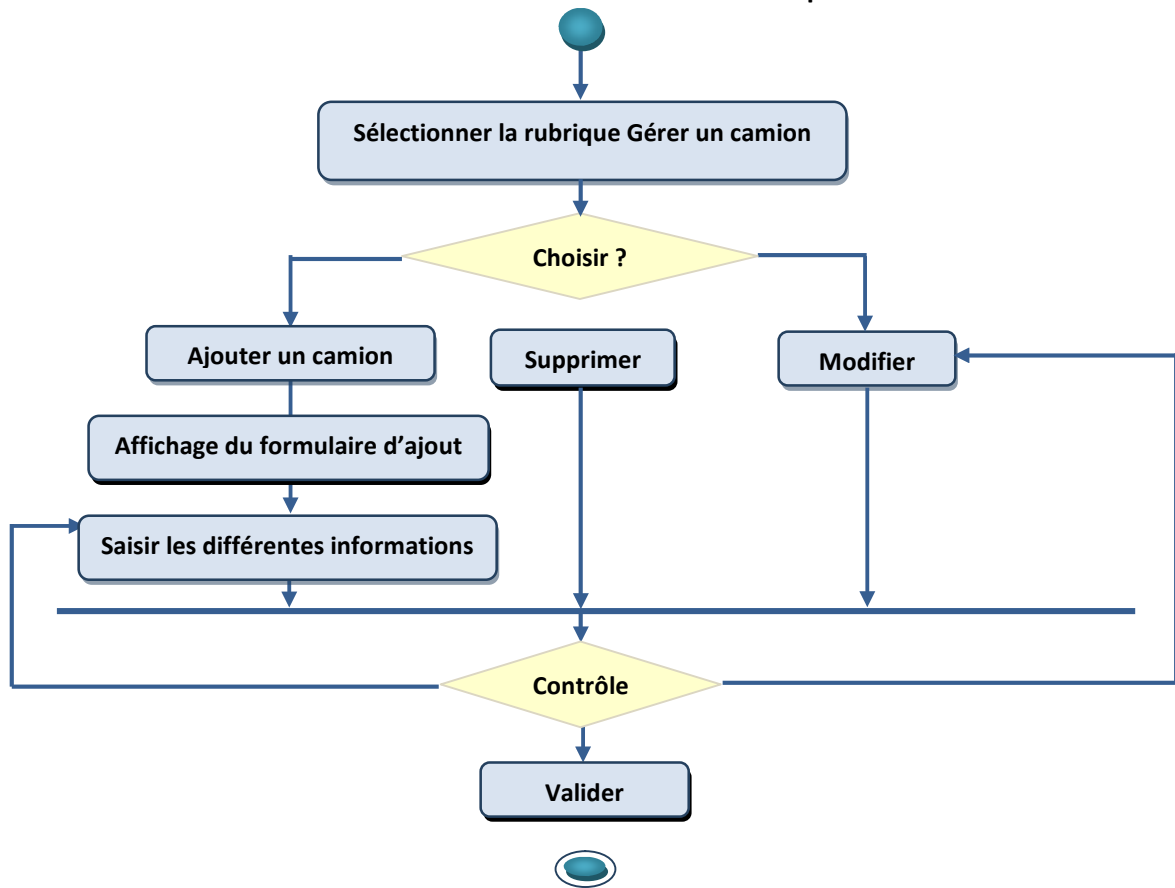 Sélectionner la rubrique Gérer un camion
Choisir ?
Ajouter un camion
Supprimer
Modifier
Affichage du formulaire d’ajout
Saisir les différentes informations
Contrôle
Valider